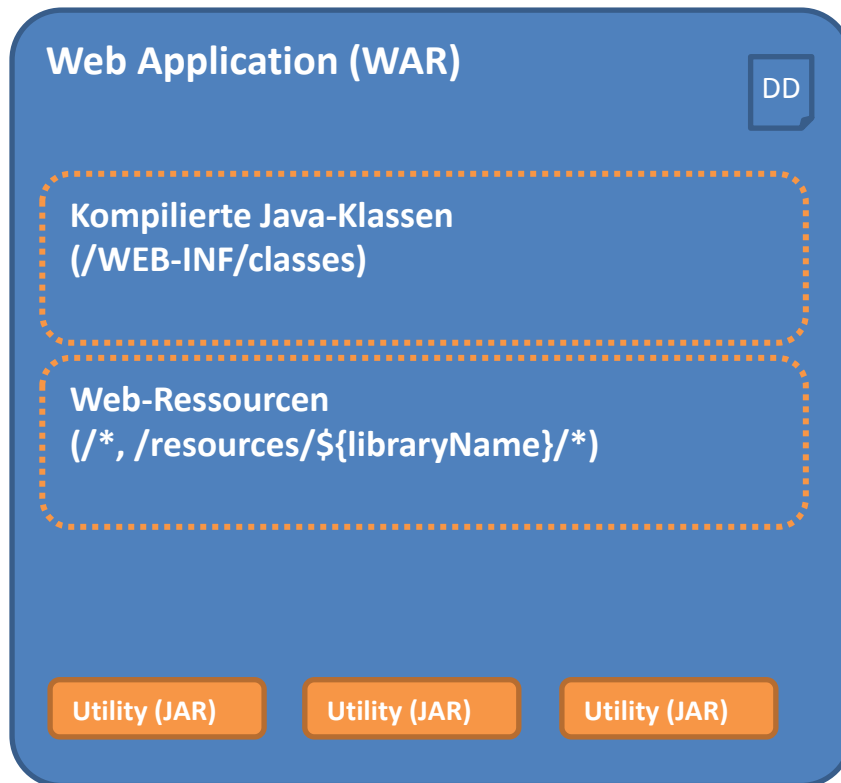 Web Application (WAR)
DD
Kompilierte Java-Klassen
(/WEB-INF/classes)
Web-Ressourcen
(/*, /resources/${libraryName}/*)
Utility (JAR)
Utility (JAR)
Utility (JAR)